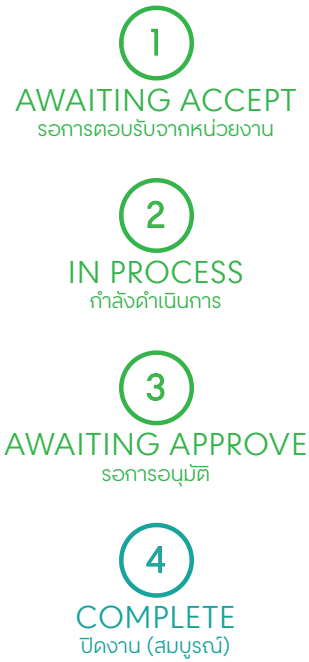 1
AWAITING ACCEPT
รอการตอบรับจากหน่วยงาน
2
IN PROCESS
กำลังดำเนินการ
3
AWAITING APPROVE
รอการอนุมัติ
4
COMPLETE
ปิดงาน (สมบูรณ์)